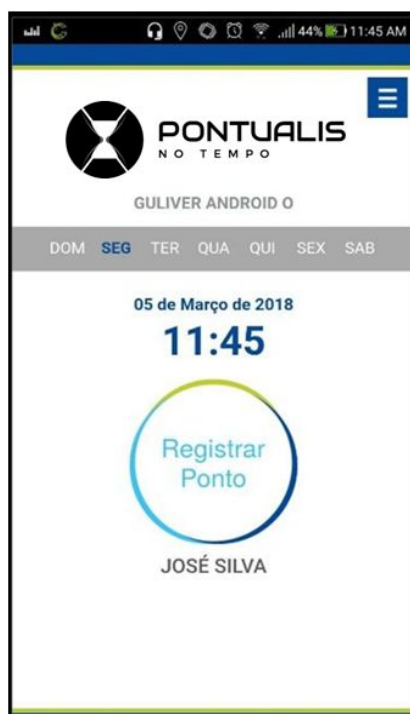 44% 11:45 AM
PONTUALIS
NO TEMPO
GULIVER ANDROID O
DOM SEG TER QUA QUI SEX SAB
05 de Março de 2018
11:45
Registrar
Ponto
JOSÉ SILVA